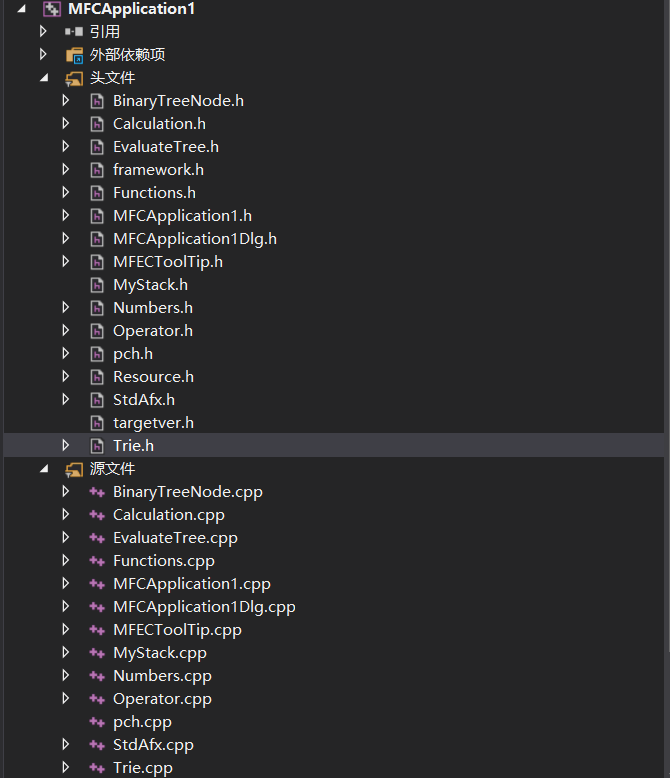 MFCApplication1
引用
外部依赖项
头文件
BinaryTreeNode.h
Calculation.h
EvaluateTree.h
framework.h
Functions.h
MFCApplication1.h
MFCApplication1Dlg.h
MFECToolTip.h
MyStack.h
Numbers.h
Operator.h
pch.h
Resource.h
StdAfx.h
targetver.h
Trie.h
源文件
BinaryTreeNode.cpp
Calculation.cpp
EvaluateTree.cpp
Functions.cpp
MFCApplication1.cpp
MFCApplication1Dlg.cpp
MFECToolTip.cpp
MyStack.cpp
Numbers.cpp
Operator.cpp
pch.cpp
StdAfx.cpp
Trie.cpp